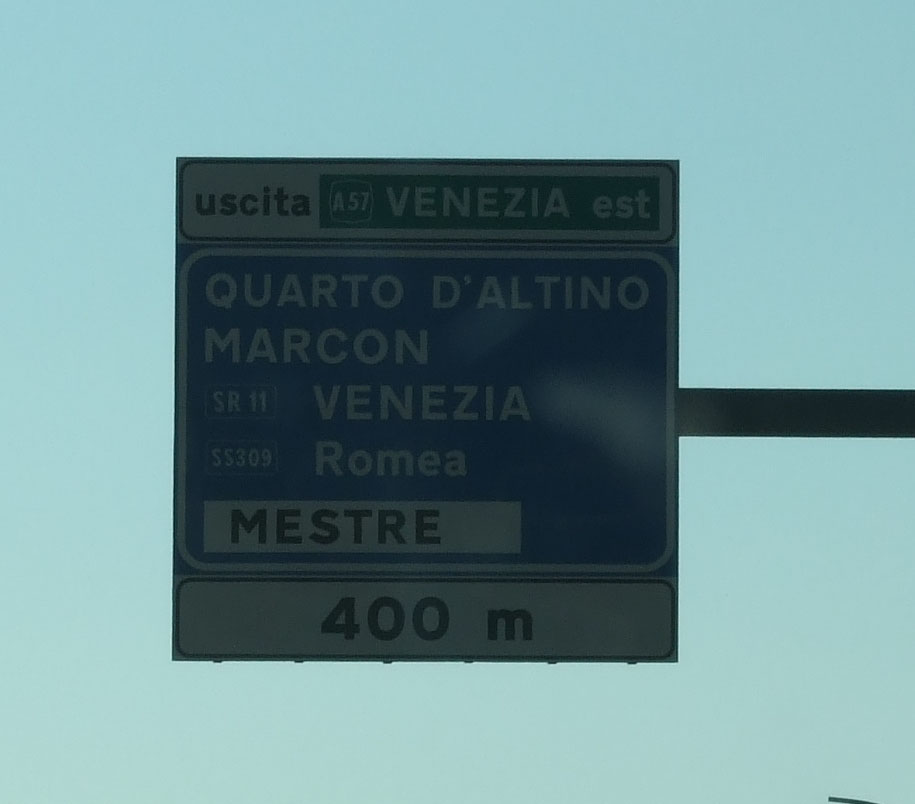 uscita A57 VENEZIA est
QUARTO D'ALTINO
MARCON
SR 11 VENEZIA
SS309 Romea
MESTRE
400 m